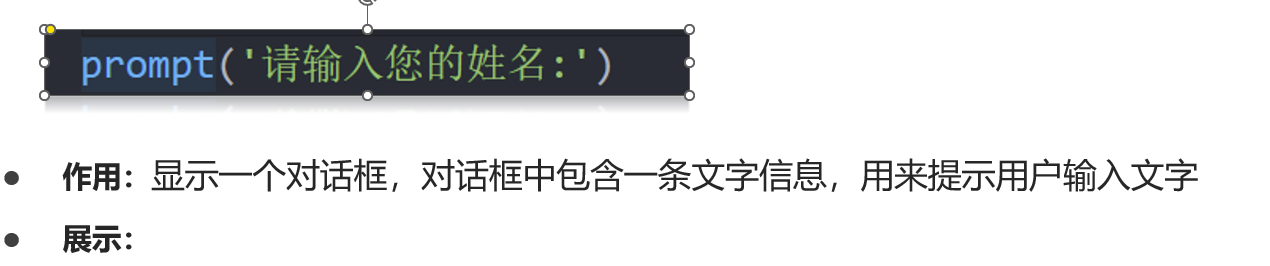 prompt('请输入您的姓名:')
● 作用：显示一个对话框，对话框中包含一条文字信息，用来提示用户输入文字
● 展示：